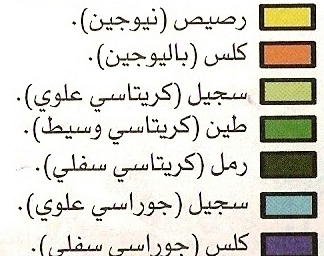 رصيص (نيوجين).
كلس (باليوجين).
سجيل (كريتاسي علوي).
طين (كريتاسي وسيط).
رمل (كريتاسي سفلي).
سجيل (جوراسي علوي).
كلس (جوراسي سفلي).